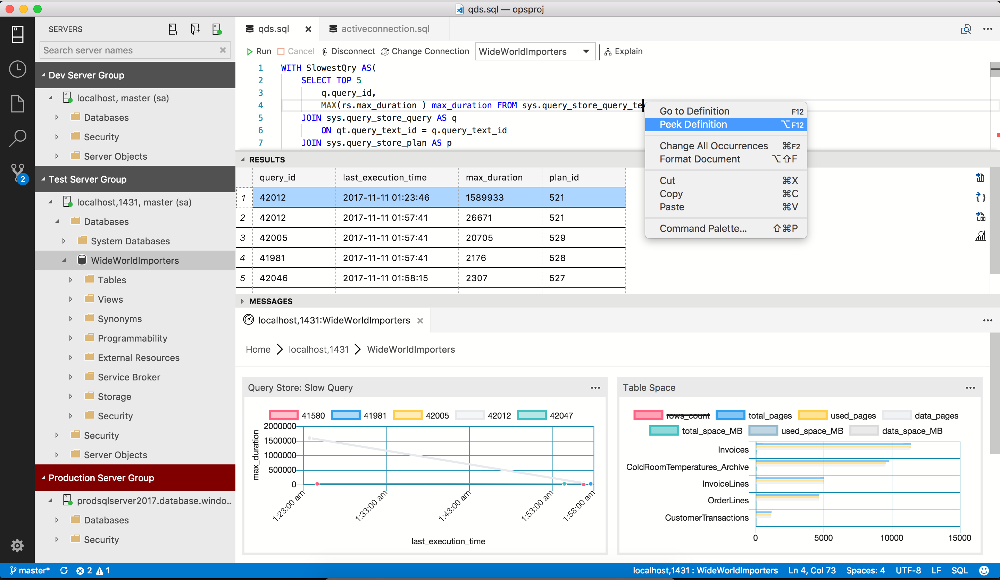 qds.sql — opsproj
SERVERS
Search server names
Dev Server Group
localhost, master (sa)
Databases
Security
Server Objects
Test Server Group
localhost,1431, master (sa)
Databases
System Databases
WideWorldImporters
Tables
Views
Synonyms
Programmability
External Resources
Service Broker
Storage
Security
Security
Server Objects
Production Server Group
prodsqlserver2017.database.windo..
Databases
Security
2
qds.sql
activeconnection.sql
Run Cancel Disconnect Change Connection WideWorldImporters Explain
1 WITH SlowestQry AS(
2 SELECT TOP 5
3 q.query_id,
4 MAX(rs.max_duration ) max_duration FROM sys.query_store_query_te
5 JOIN sys.query_store_query AS q
6 ON qt.query_text_id = q.query_text_id
7 JOIN sys.query_store_plan AS p
Go to Definition F12
Peek Definition ⌥F12
Change All Occurrences ⌘F2
Format Document ⌥⇧F
Cut ⌘X
Copy ⌘C
Paste ⌘V
Command Palette... ⇧⌘P
RESULTS
query_id last_execution_time max_duration plan_id
1 42012 2017-11-11 01:23:46 1589933 521
2 42012 2017-11-11 01:57:41 26671 521
3 42005 2017-11-11 01:57:41 20705 529
4 41981 2017-11-11 01:57:41 2176 528
5 42046 2017-11-11 01:58:15 2307 527
MESSAGES
localhost,1431:WideWorldImporters
Home localhost,1431 WideWorldImporters
Query Store: Slow Query
41580 41981 42005 42012 42047
max_duration
2000000
1500000
1000000
500000
0
1:23:00 am 1:33:00 am 1:43:00 am 1:53:00 am 1:58:00 am
last_execution_time
Table Space
rows_count total_pages used_pages data_pages
total_space_MB used_space_MB data_space_MB
Invoices
ColdRoomTemperatures_Archive
InvoiceLines
OrderLines
CustomerTransactions
0 5000 10000 15000
master* 2 1
localhost,1431 : WideWorldImporters Ln 4, Col 73 Spaces: 4 UTF-8 LF SQL